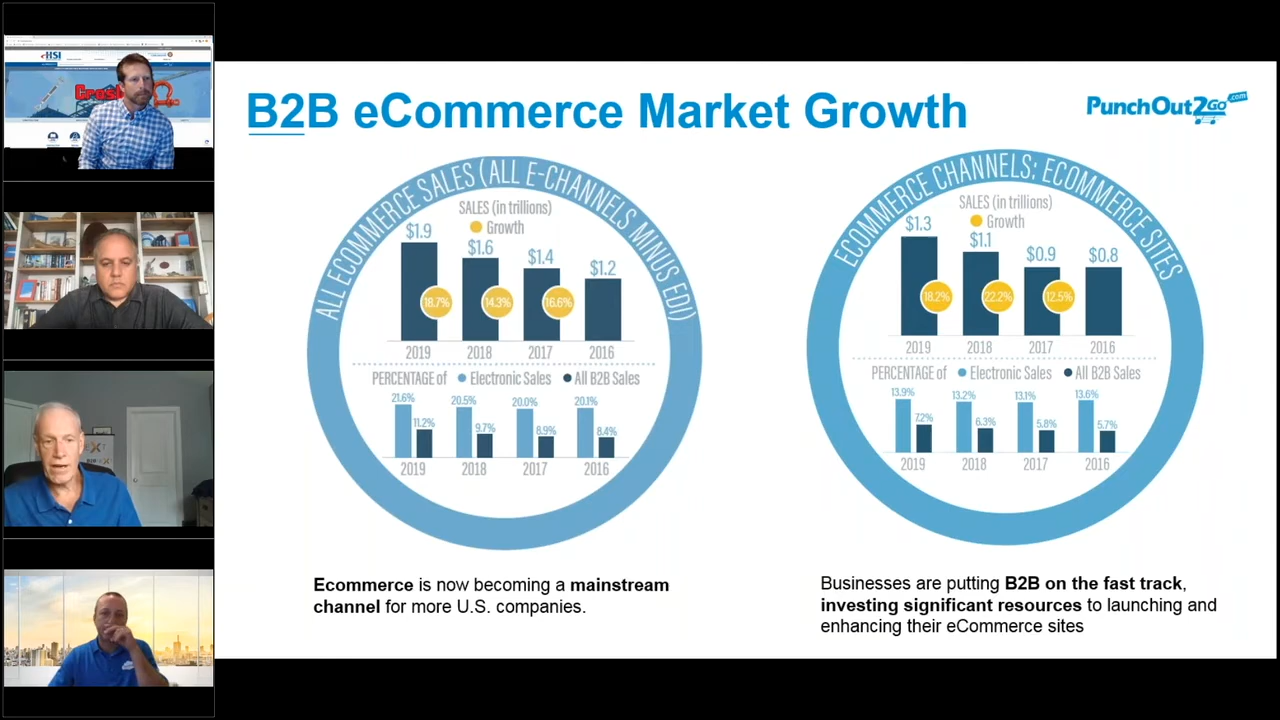 HSI
Crosby
B2B eCommerce Market Growth
PunchOut2Go.com
ALL ECOMMERCE SALES (ALL E-CHANNELS MINUS EDI)
SALES (in trillions)
Growth
$1.9
$1.6
$1.4
$1.2
18.7%
14.3%
16.6%
2019 2018 2017 2016
PERCENTAGE of Electronic Sales All B2B Sales
21.6% 20.5% 20.0% 20.1%
11.2% 9.7% 8.9% 8.4%
2019 2018 2017 2016
Ecommerce is now becoming a mainstream
channel for more U.S. companies.
ECOMMERCE CHANNELS; ECOMMERCE SITES
SALES (in trillions)
Growth
$1.3
$1.1
$0.9
$0.8
18.2%
22.2%
12.5%
2019 2018 2017 2016
PERCENTAGE of Electronic Sales All B2B Sales
13.9% 13.2% 13.1% 13.6%
7.2% 6.3% 5.8% 5.7%
2019 2018 2017 2016
Businesses are putting B2B on the fast track,
investing significant resources to launching and
enhancing their eCommerce sites